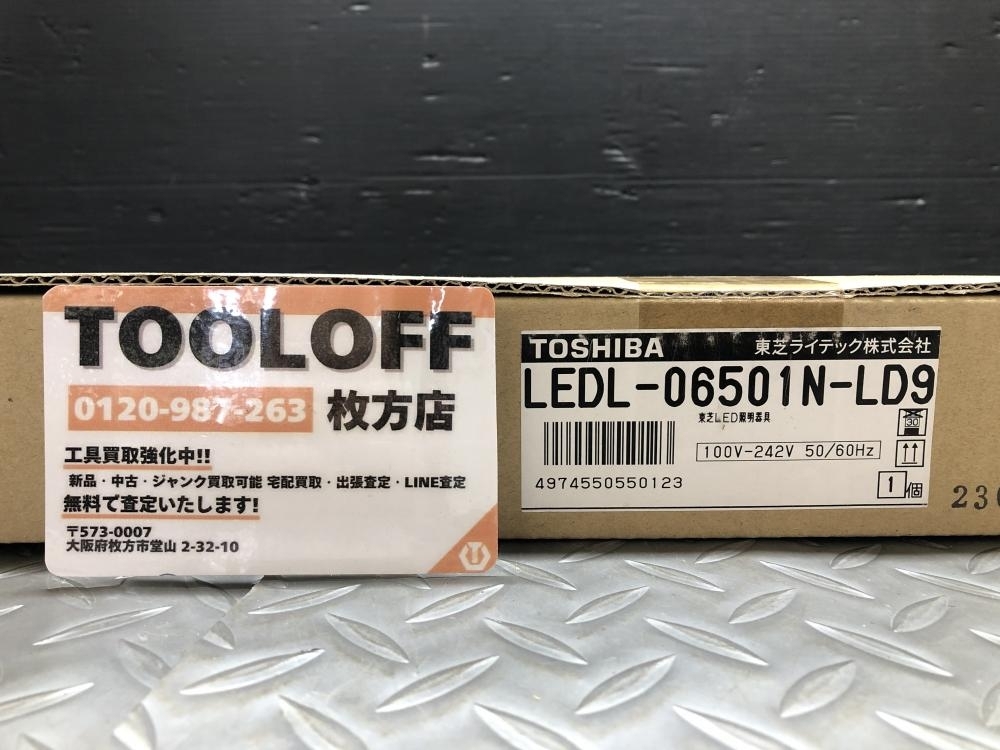 TOOLOFF
0120-987-263 枚方店
工具買取強化中!!
新品・中古・ジャンク買取可能 宅配買取・出張査定・LINE査定
無料で査定いたします!
〒573-0007
大阪府枚方市堂山 2-32-10
TOSHIBA 東芝ライテック株式会社
LEDL-06501N-LD9
東芝LED照明器具
30
100V-242V 50/60Hz
4974550550123
1個